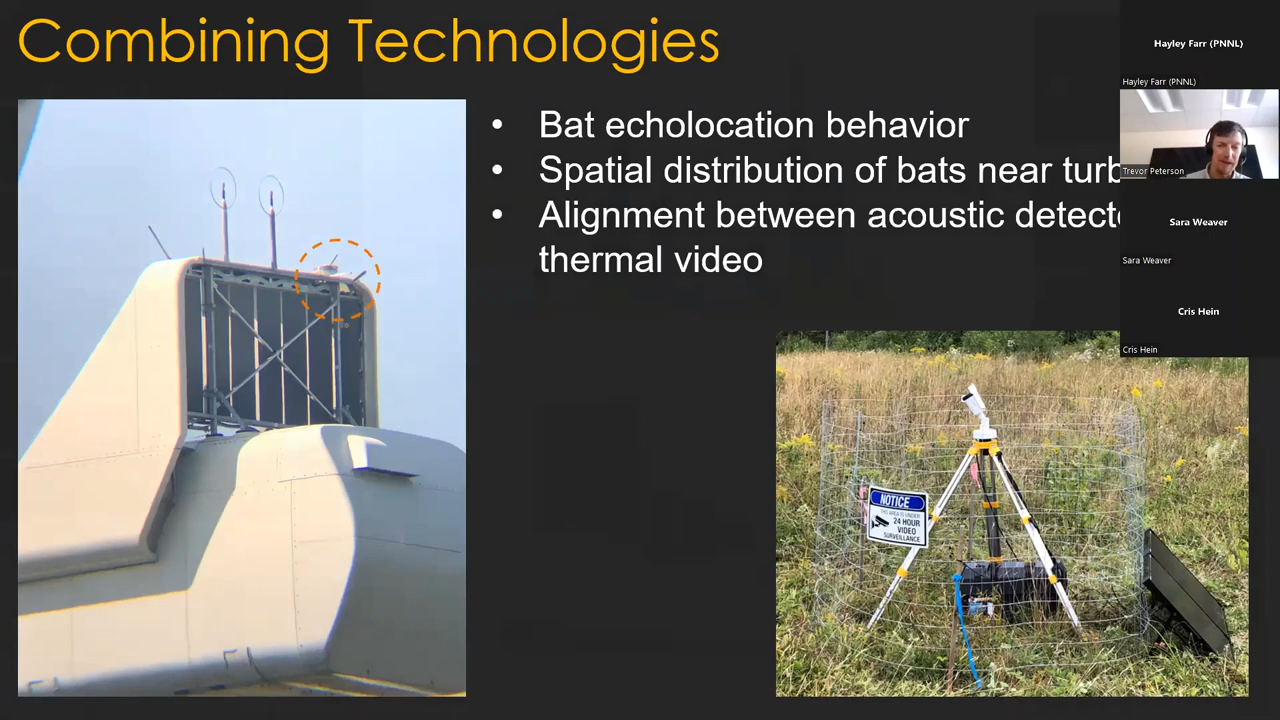 Combining Technologies
• Bat echolocation behavior
• Spatial distribution of bats near turb
• Alignment between acoustic detect
thermal video
Hayley Farr (PNNL)
Hayley Farr (PNNL)
Trevor Peterson
Sara Weaver
Sara Weaver
Cris Hein
Cris Hein
NOTICE
THIS AREA IS UNDER
24 HOUR
VIDEO
SURVEILLANCE